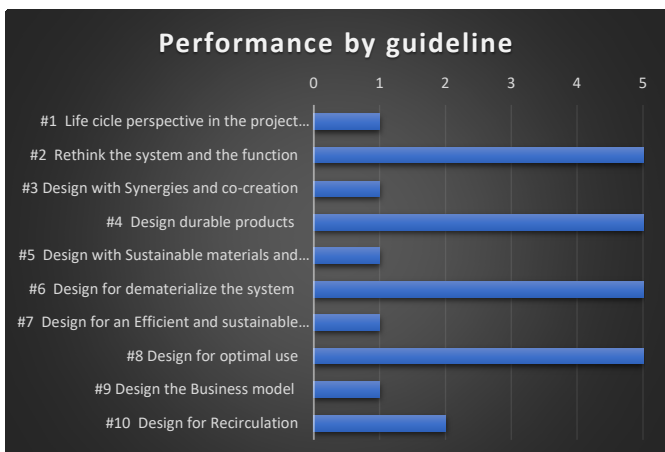 Performance by guideline
0 1 2 3 4 5
#1 Life cicle perspective in the project...
#2 Rethink the system and the function
#3 Design with Synergies and co-creation
#4 Design durable products
#5 Design with Sustainable materials and...
#6 Design for dematerialize the system
#7 Design for an Efficient and sustainable...
#8 Design for optimal use
#9 Design the Business model
#10 Design for Recirculation